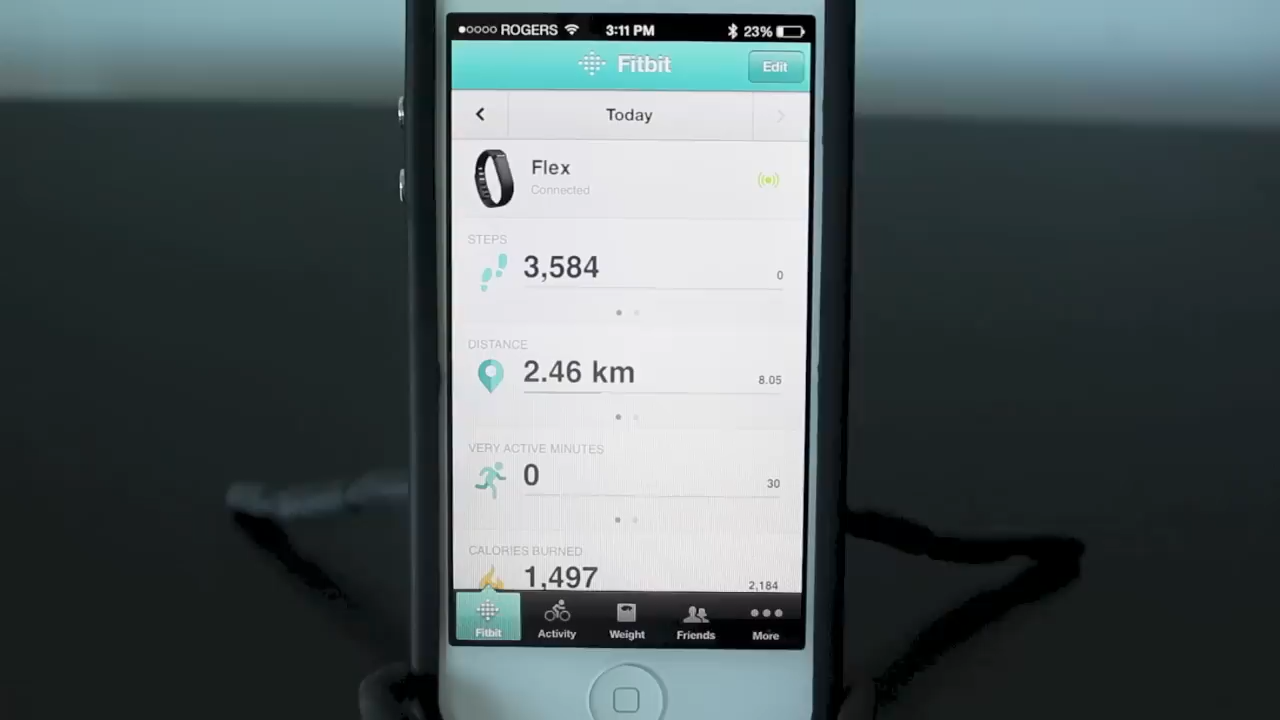 ROGERS 3:11 PM 23%
Fitbit Edit
Today
Flex
Connected
STEPS
3,584 0
DISTANCE
2.46 km 8.05
VERY ACTIVE MINUTES
0 30
CALORIES BURNED
1,497 2,184
Fitbit Activity Weight Friends More